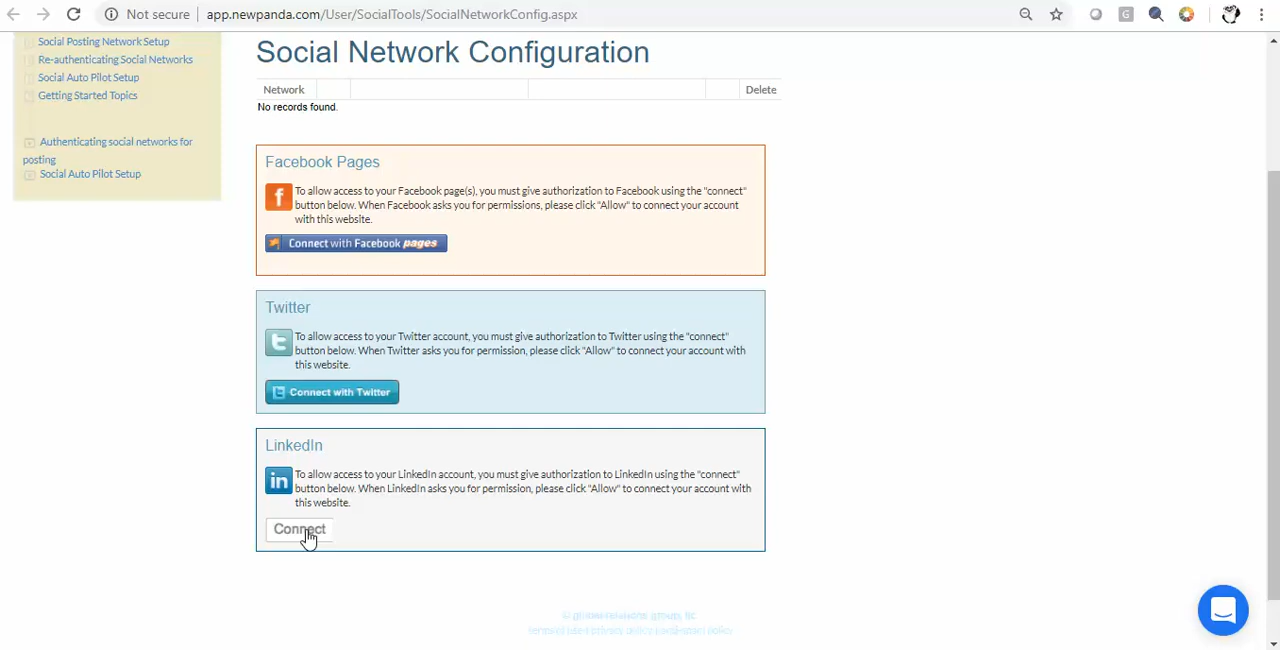 Not secure
app.newpanda.com/User/SocialTools/SocialNetworkConfig.aspx
Social Posting Network Setup
Re-authenticating Social Networks
Social Auto Pilot Setup
Getting Started Topics
Authenticating social networks for
posting
Social Auto Pilot Setup
Social Network Configuration
Network
Delete
No records found.
Facebook Pages
To allow access to your Facebook page(s), you must give authorization to Facebook using the "connect"
button below. When Facebook asks you for permissions, please click "Allow" to connect your account
with this website.
Connect with Facebook pages
Twitter
To allow access to your Twitter account, you must give authorization to Twitter using the "connect"
button below. When Twitter asks you for permission, please click "Allow" to connect your account with
this website.
Connect with Twitter
LinkedIn
in
To allow access to your LinkedIn account, you must give authorization to LinkedIn using the "connect"
button below. When LinkedIn asks you for permission, please click "Allow" to connect your account with
this website.
Connect